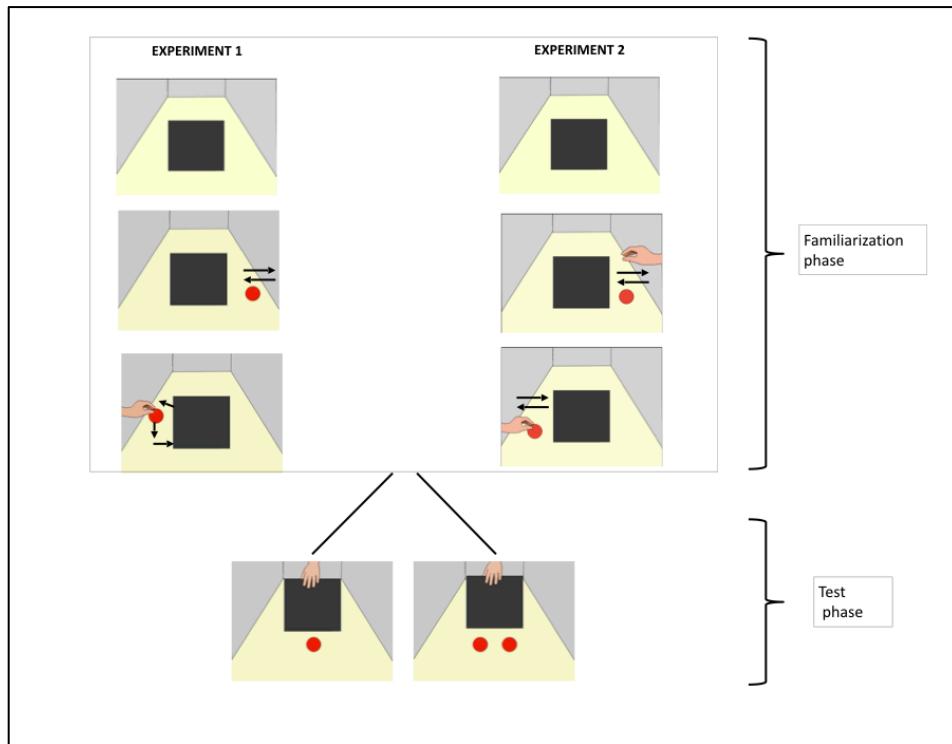 EXPERIMENT 1
EXPERIMENT 2
Familiarization
phase
Test
phase